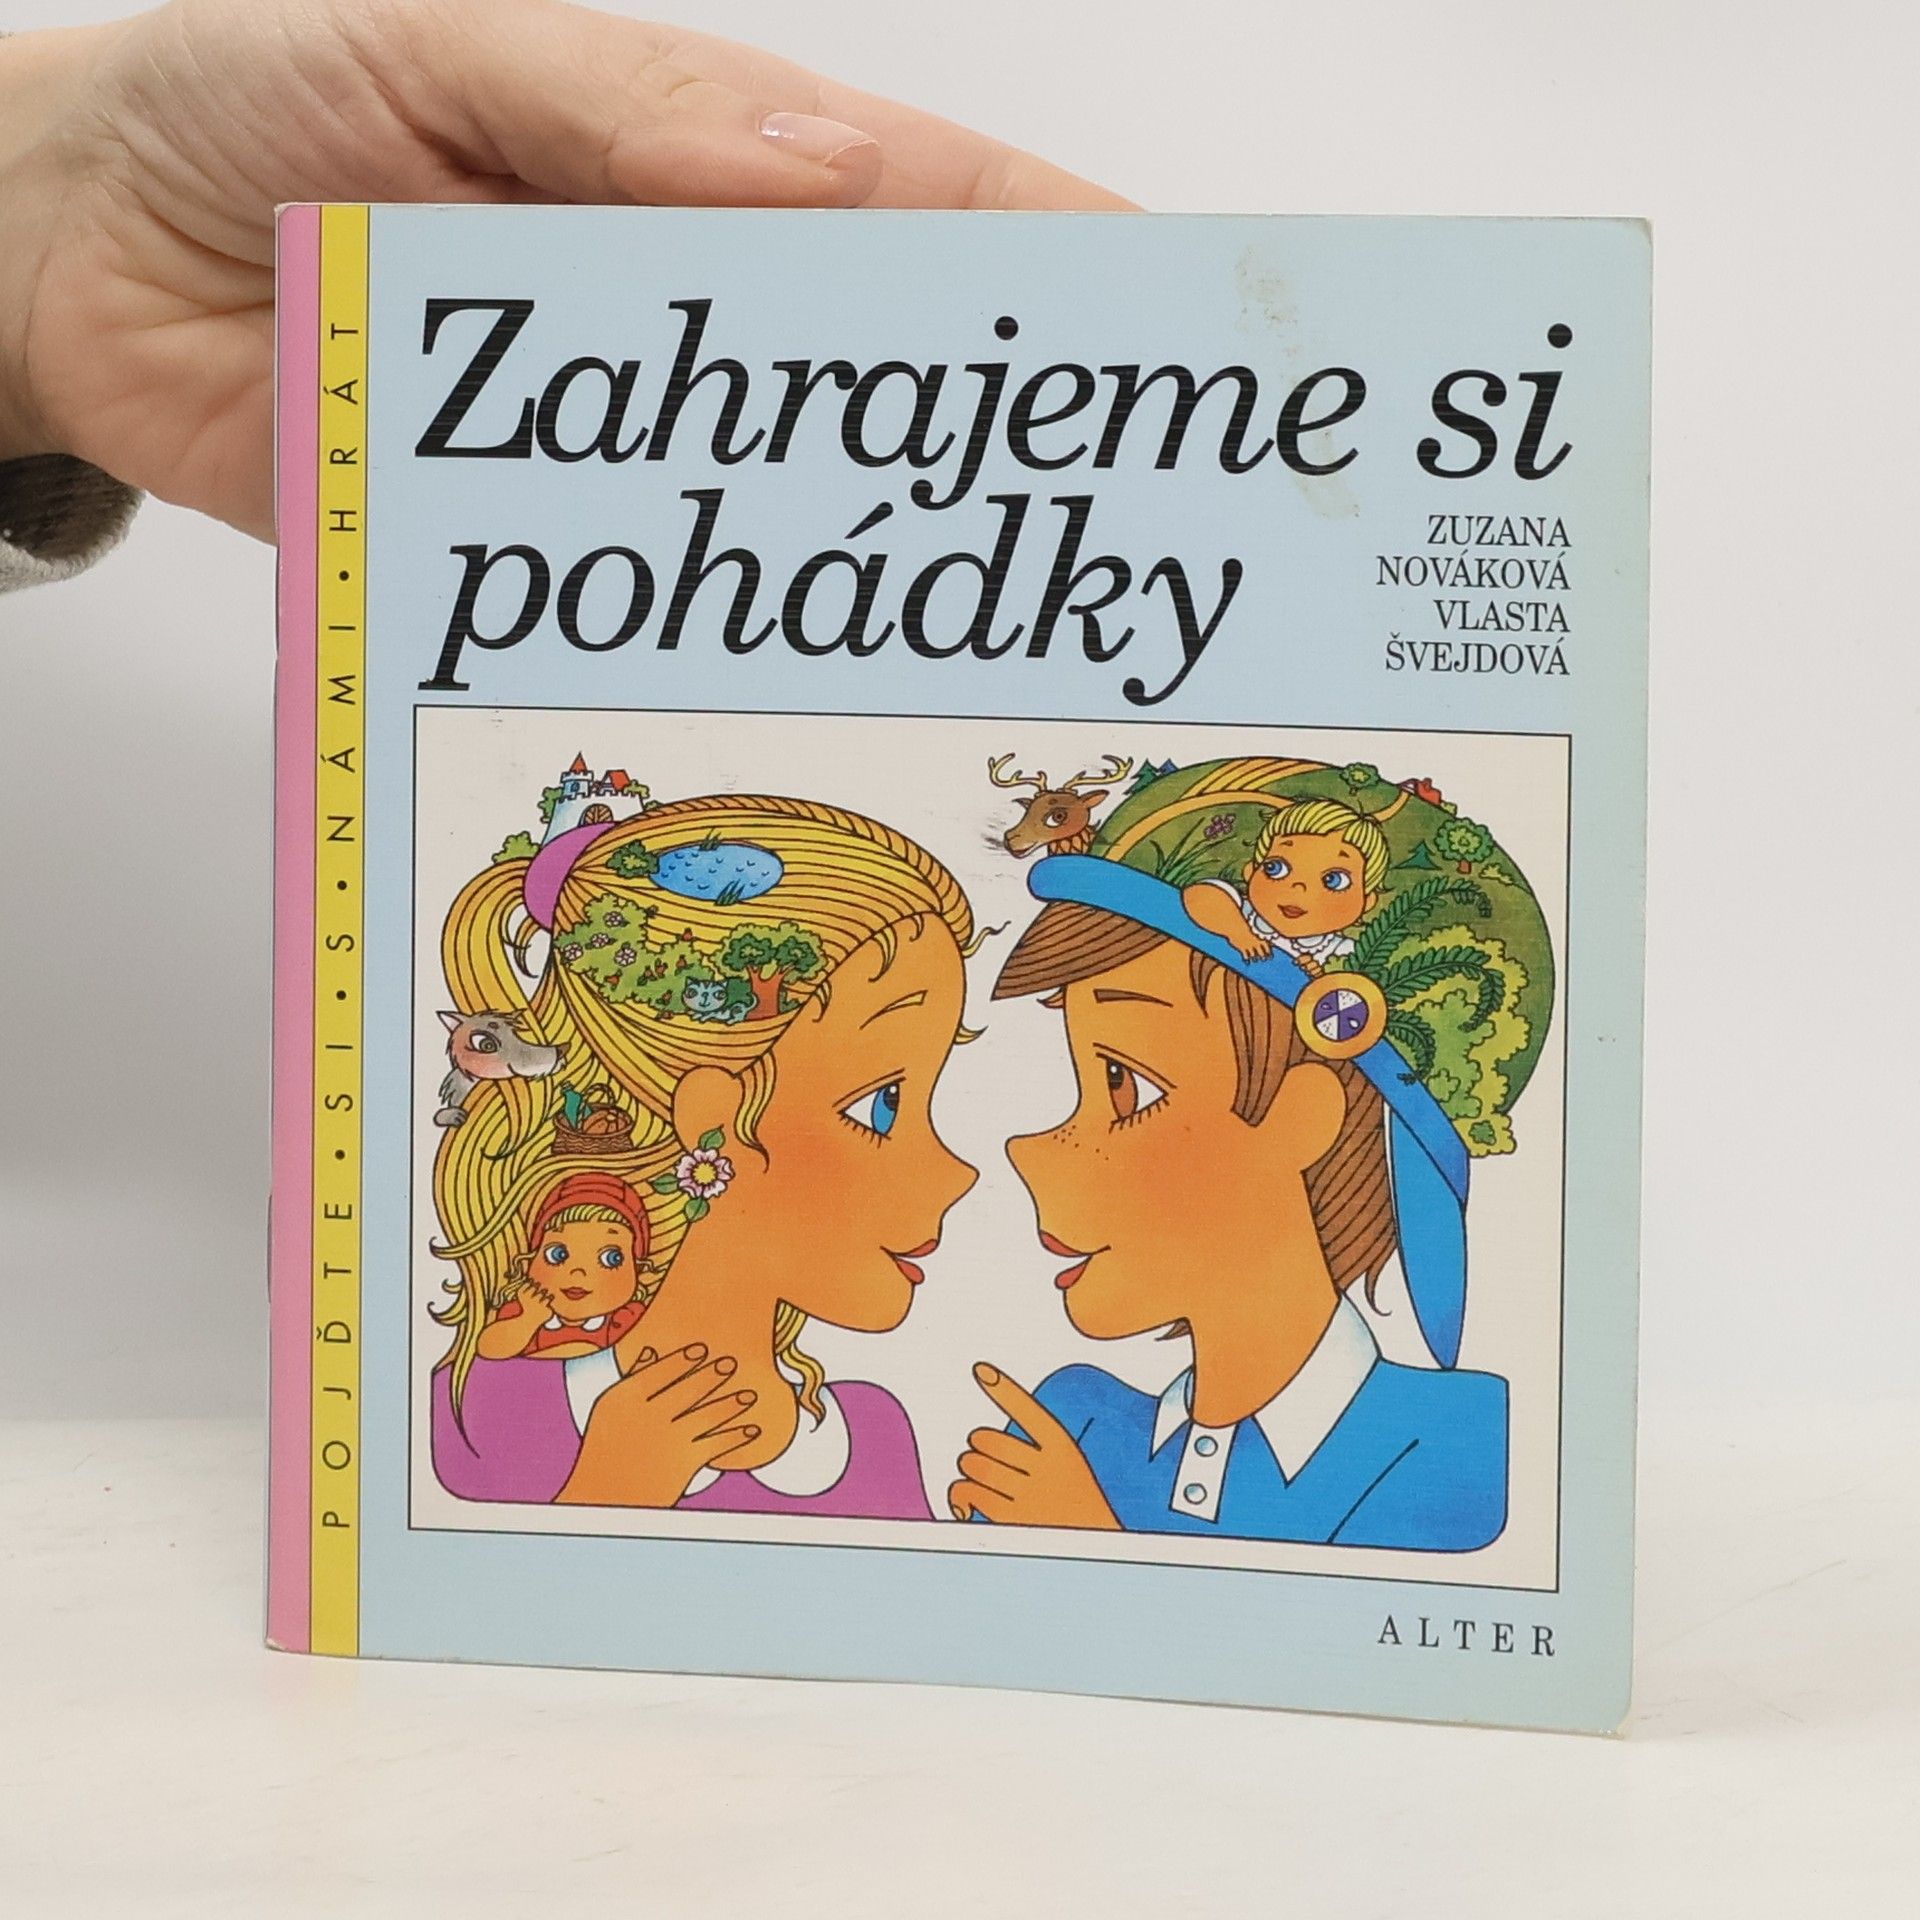 Zahrajeme si
pohádky
ZUZANA
NOVÁKOVÁ
VLASTA
ŠVEJDOVÁ
POJĎTE • SI • S • NÁMI • HRÁT
ALTER